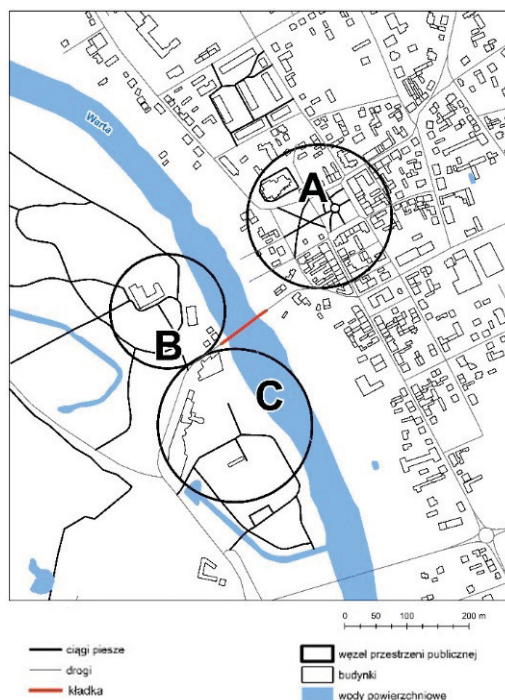 Warta
A
B
C
0 50 100 200 m
ciągi piesze
drogi
kładka
węzeł przestrzeni publicznej
budynki
wody powierzchniowe